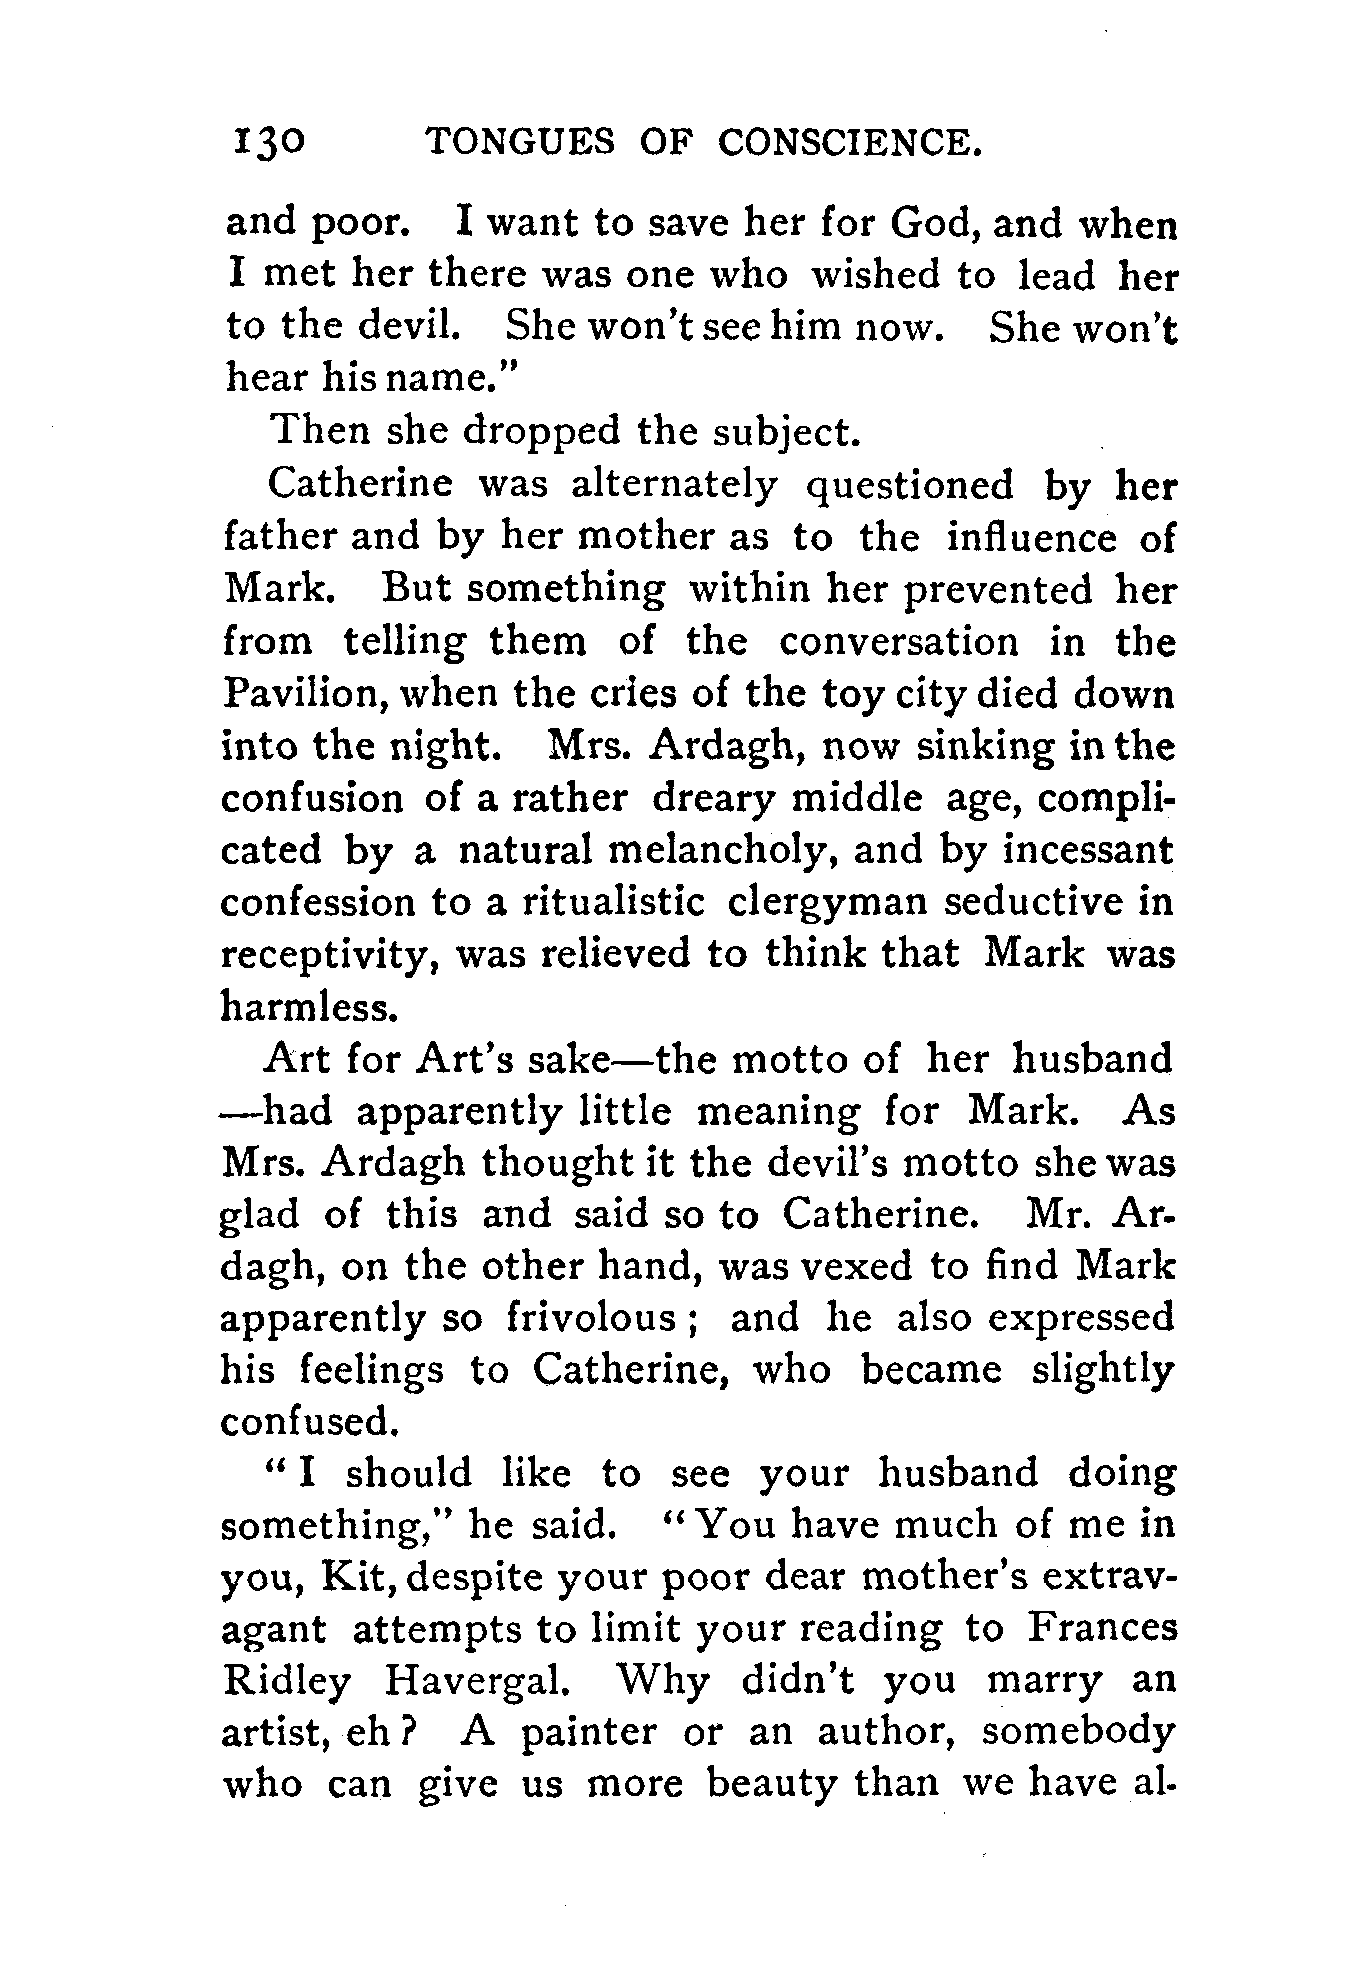 130 TONGUES OF CONSCIENCE.
and poor. I want to save her for God, and when
I met her there was one who wished to lead her
to the devil. She won't see him now. She won't
hear his name."
Then she dropped the subject.
Catherine was alternately questioned by her
father and by her mother as to the influence of
Mark. But something within her prevented her
from telling them of the conversation in the
Pavilion, when the cries of the toy city died down
into the night. Mrs. Ardagh, now sinking in the
confusion of a rather dreary middle age, compli-
cated by a natural melancholy, and by incessant
confession to a ritualistic clergyman seductive in
receptivity, was relieved to think that Mark was
harmless.
Art for Art's sake—the motto of her husband
—had apparently little meaning for Mark. As
Mrs. Ardagh thought it the devil's motto she was
glad of this and said so to Catherine. Mr. Ar-
dagh, on the other hand, was vexed to find Mark
apparently so frivolous ; and he also expressed
his feelings to Catherine, who became slightly
confused.
" I should like to see your husband doing
something," he said. " You have much of me in
you, Kit, despite your poor dear mother's extrav-
agant attempts to limit your reading to Frances
Ridley Havergal. Why didn't you marry an
artist, eh ? A painter or an author, somebody
who can give us more beauty than we have al-